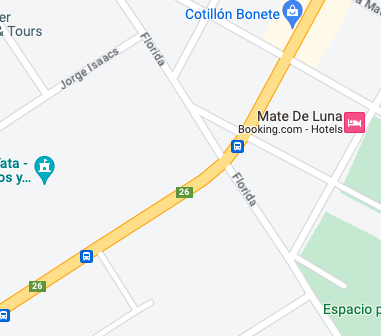 er
& Tours
Cotillón Bonete
Jorge Isaacs
Florida
Mate De Luna
Booking.com - Hotels
ata -
os y...
26
Florida
26
Espacio p